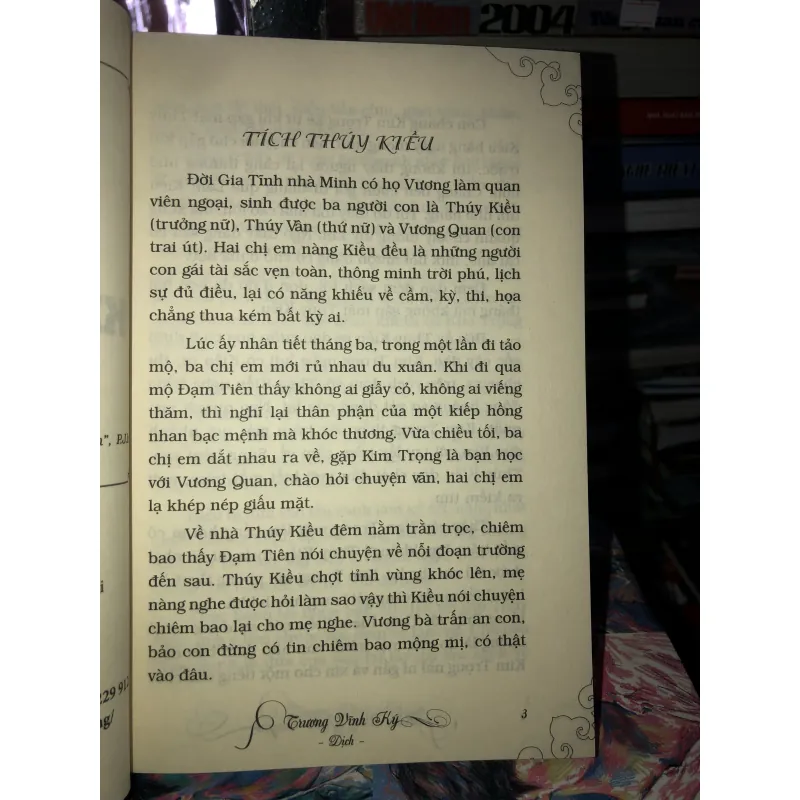 2004
TÍCH THÚY KIỀU
Đời Gia Tĩnh nhà Minh có họ Vương làm quan
viên ngoại, sinh được ba người con là Thúy Kiều
(trưởng nữ), Thúy Vân (thứ nữ) và Vương Quan (con
trai út). Hai chị em nàng Kiều đều là những người
con gái tài sắc vẹn toàn, thông minh trời phú, lịch
sự đủ điều, lại có năng khiếu về cầm, kỳ, thi, họa
chẳng thua kém bất kỳ ai.
Lúc ấy nhân tiết tháng ba, trong một lần đi tảo
mộ, ba chị em mới rủ nhau du xuân. Khi đi qua
mộ Đạm Tiên thấy không ai giẫy cỏ, không ai viếng
thăm, thì nghĩ lại thân phận của một kiếp hồng
nhan bạc mệnh mà khóc thương. Vừa chiều tối, ba
chị em dắt nhau ra về, gặp Kim Trọng là bạn học
với Vương Quan, chào hỏi chuyện vãn, hai chị em
lạ khép nép giấu mặt.
Về nhà Thúy Kiều đêm nằm trằn trọc, chiêm
bao thấy Đạm Tiên nói chuyện về nỗi đoạn trường
đến sau. Thúy Kiều chợt tỉnh vùng khóc lên, mẹ
nàng nghe được hỏi làm sao vậy thì Kiều nói chuyện
chiêm bao lại cho mẹ nghe. Vương bà trấn an con,
bảo con đừng có tin chiêm bao mộng mị, có thật
vào đâu.
Trương Vĩnh Ký
- Dịch -
3